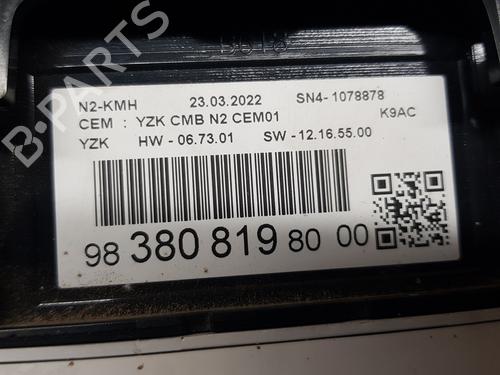 N2-KMH 23.03.2022 SN4-1078878
CEM : YZK CMB N2 CEM01 K9AC
YZK HW - 06.73.01 SW - 12.16.55.00
98 380 819 80 00
B-PARTS